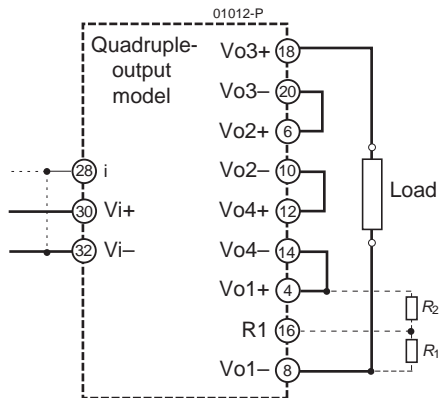 01012-P
Quadruple-
output
model
Vo3+ 18
Vo3– 20
Vo2+ 6
Vo2– 10
Vo4+ 12
Vo4– 14
Vo1+ 4
R1 16
Vo1– 8
28 i
30 Vi+
32 Vi–
Load
R2
R1